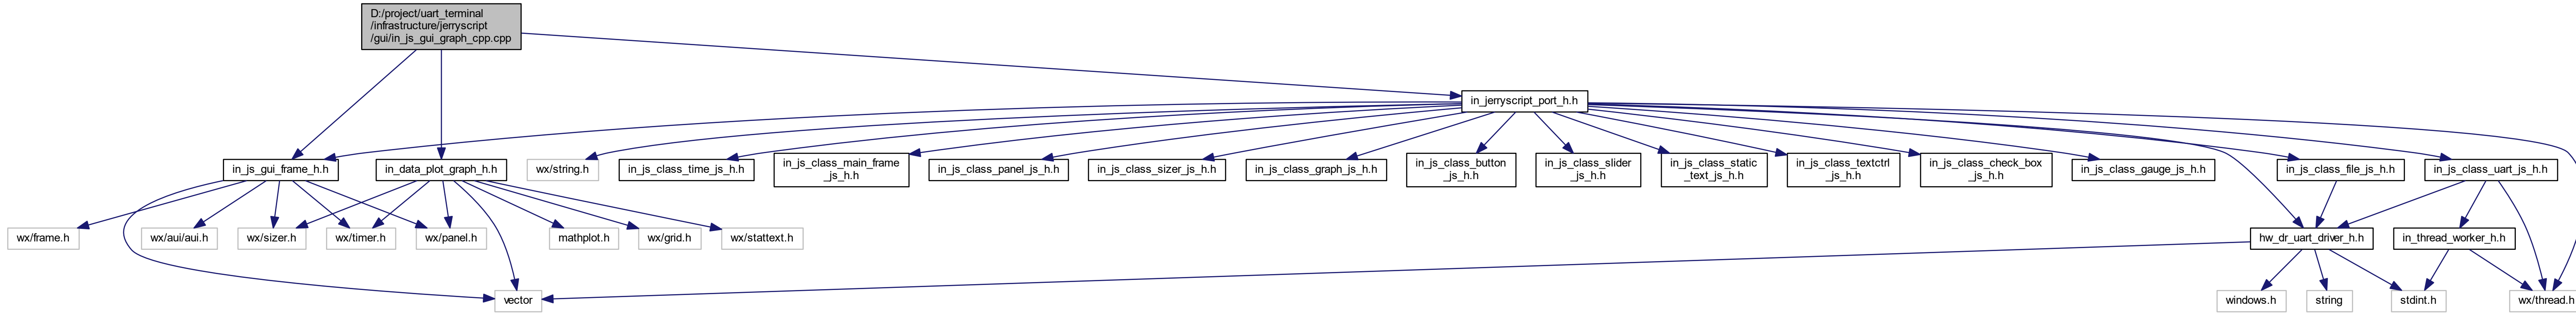 D:/project/uart_terminal
/infrastructure/jerryscript
/gui/in_js_gui_graph_cpp.cpp
in_jerryscript_port_h.h
in_js_gui_frame_h.h
in_data_plot_graph_h.h
wx/string.h
in_js_class_time_js_h.h
in_js_class_main_frame
_js_h.h
in_js_class_panel_js_h.h
in_js_class_sizer_js_h.h
in_js_class_graph_js_h.h
in_js_class_button
_js_h.h
in_js_class_slider
_js_h.h
in_js_class_static
_text_js_h.h
in_js_class_textctrl
_js_h.h
in_js_class_check_box
_js_h.h
in_js_class_gauge_js_h.h
in_js_class_file_js_h.h
in_js_class_uart_js_h.h
wx/frame.h
wx/aui/aui.h
wx/sizer.h
wx/timer.h
wx/panel.h
mathplot.h
wx/grid.h
wx/stattext.h
hw_dr_uart_driver_h.h
in_thread_worker_h.h
vector
windows.h
string
stdint.h
wx/thread.h